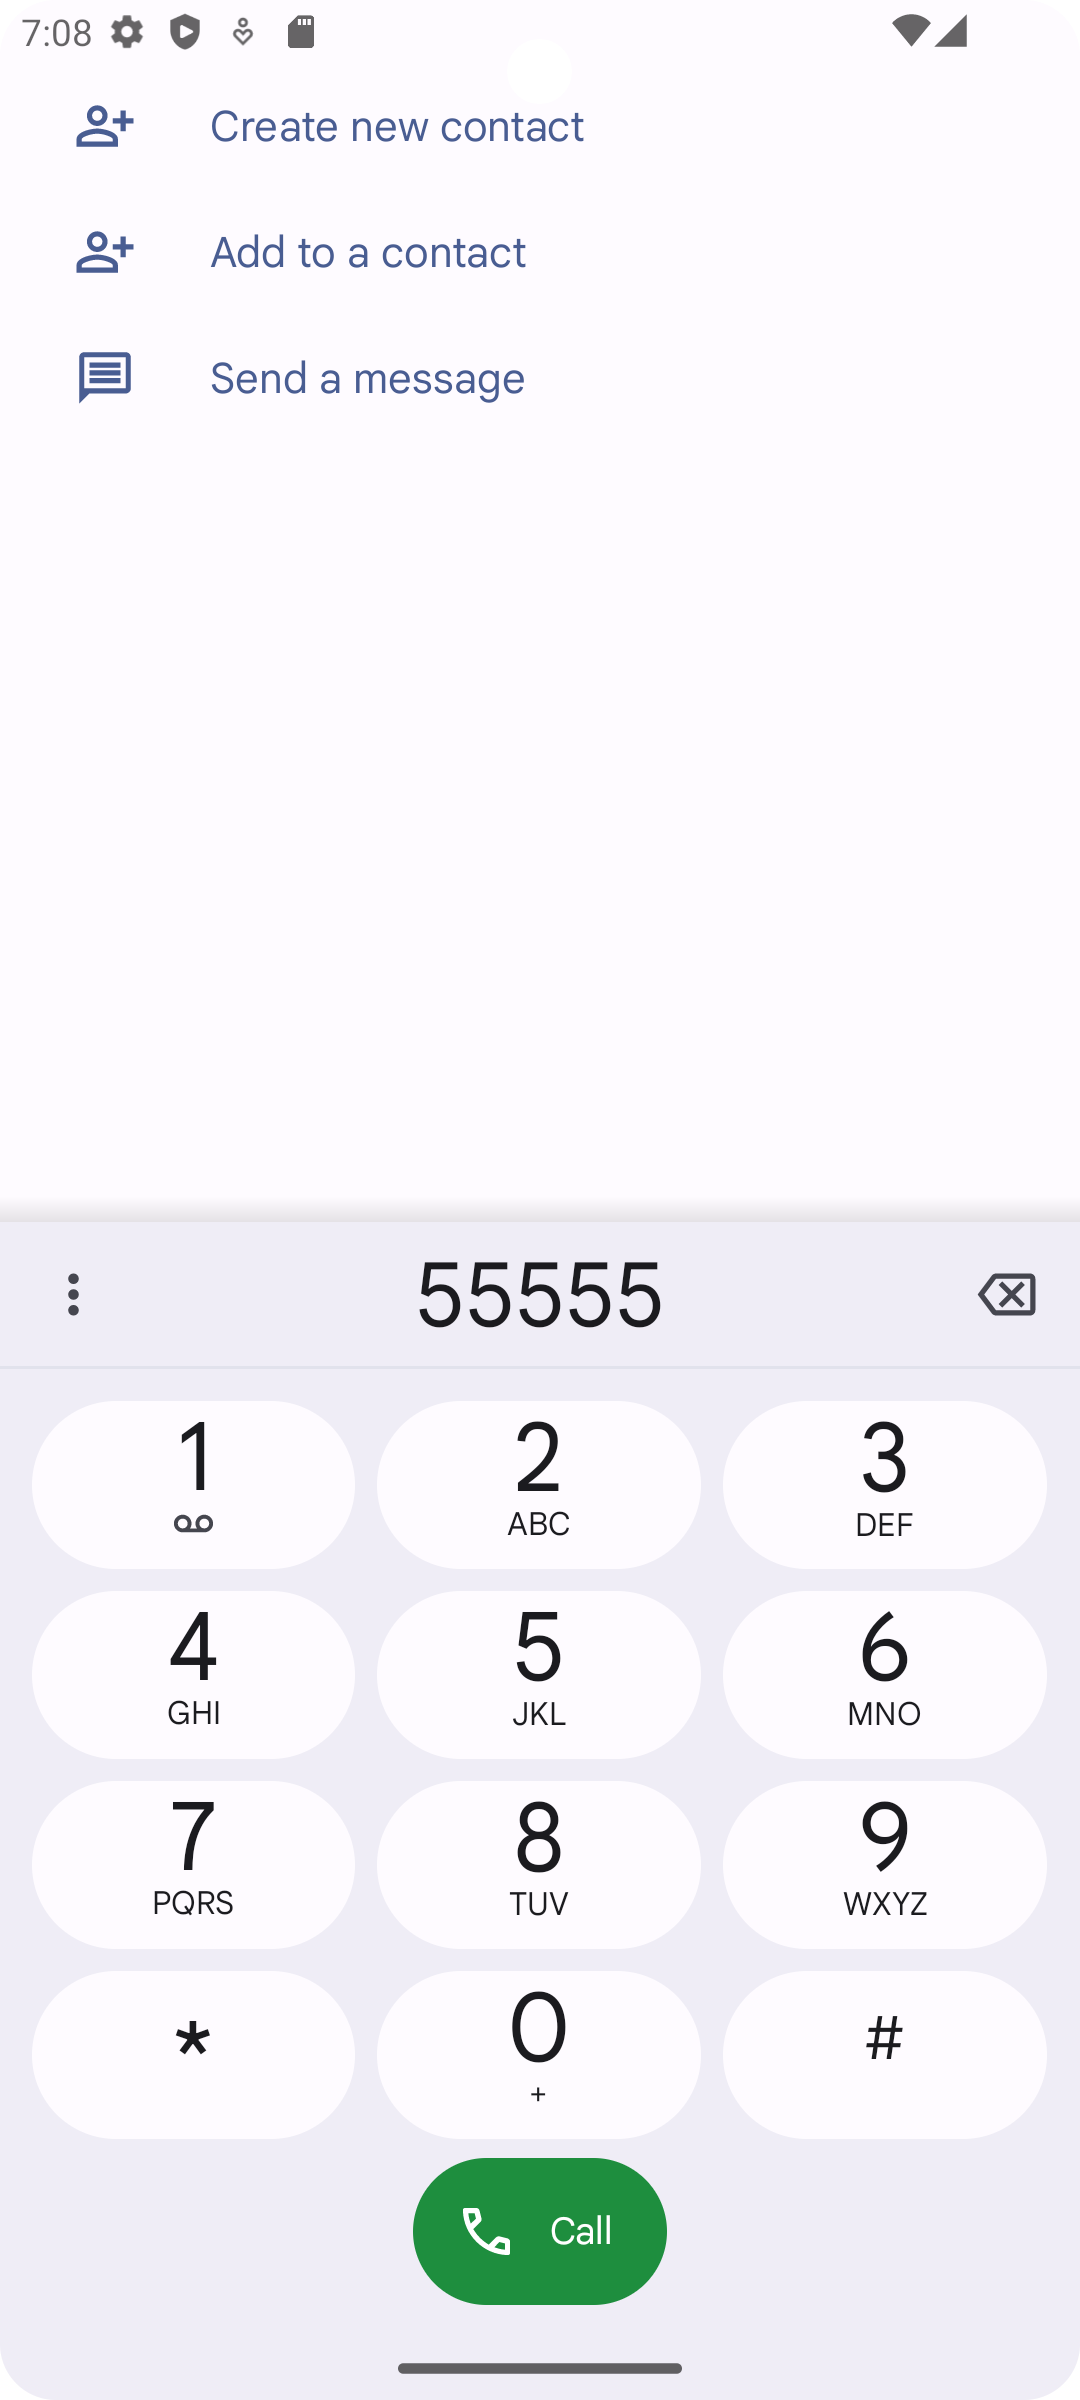 7:08
Create new contact
Add to a contact
Send a message
55555
1
2
ABC
3
DEF
4
GHI
5
JKL
6
MNO
7
PQRS
8
TUV
9
WXYZ
*
0
+
#
Call